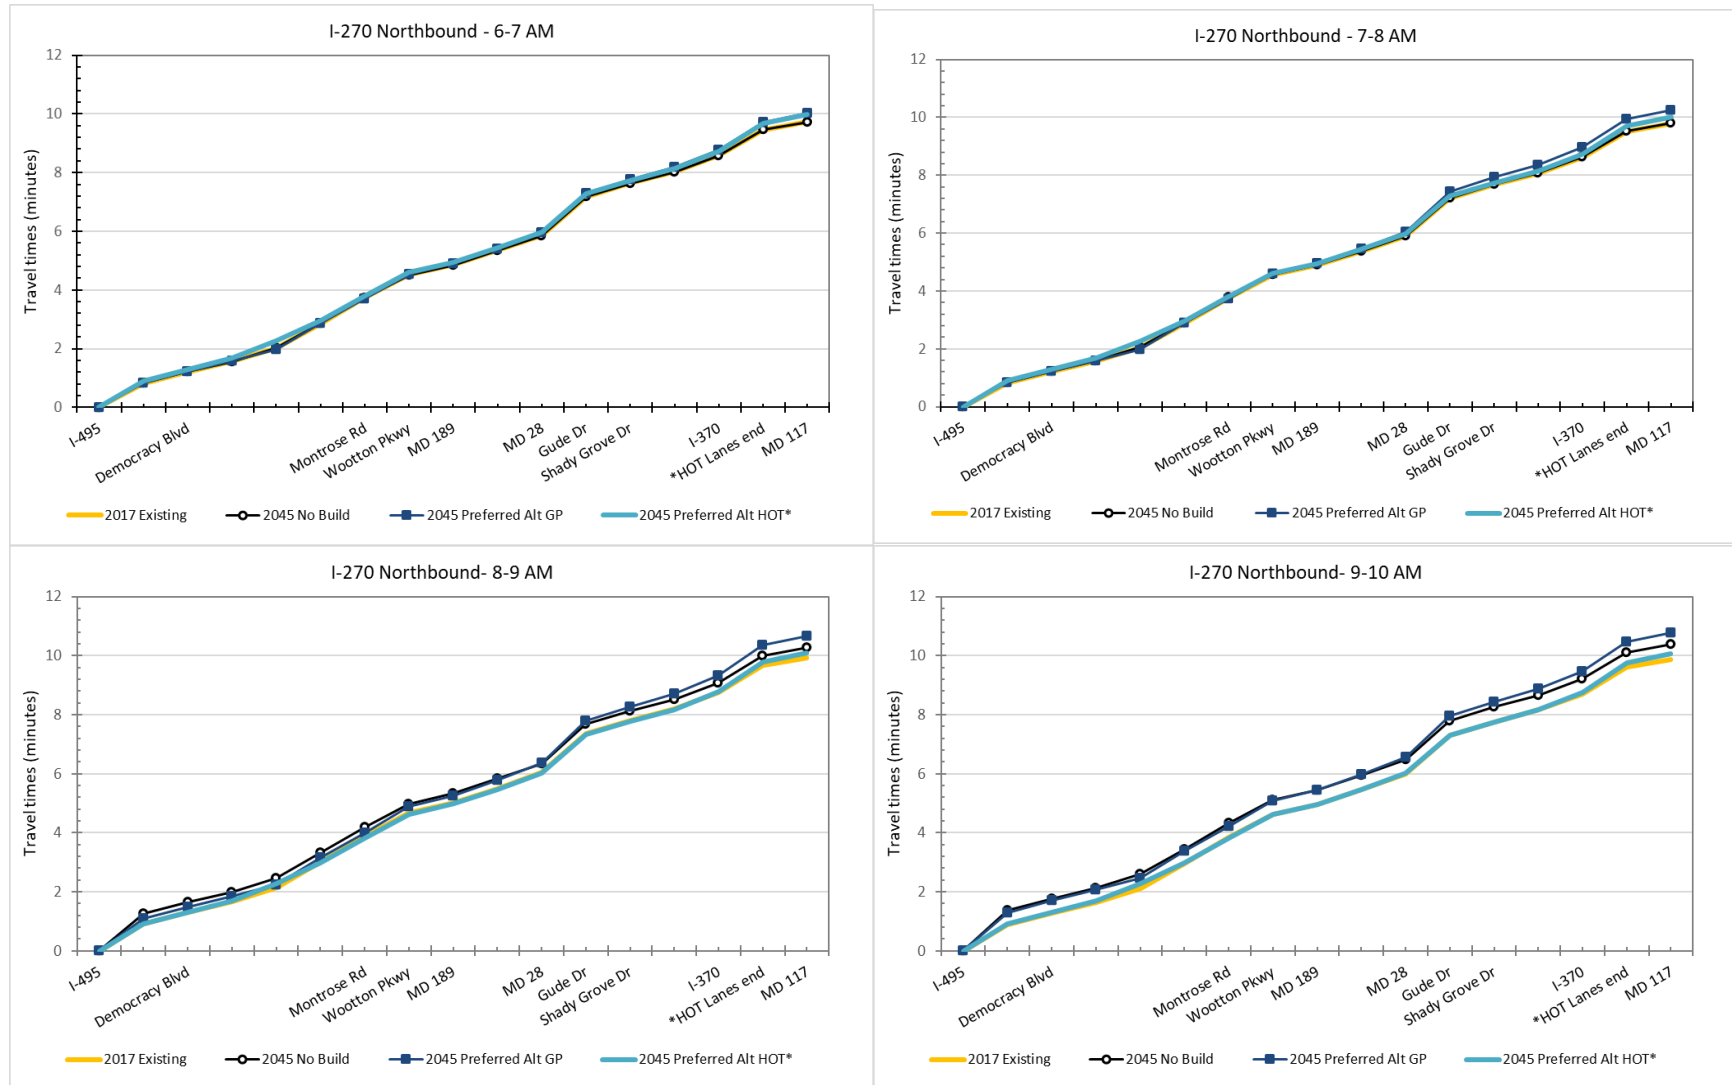 I-270 Northbound - 6-7 AM
Travel times (minutes)
12
10
8
6
4
2
0
I-495
Democracy Blvd
Montrose Rd
Wootton Pkwy
MD 189
MD 28
Gude Dr
Shady Grove Dr
I-370
*HOT Lanes end
MD 117
2017 Existing 2045 No Build 2045 Preferred Alt GP 2045 Preferred Alt HOT*
I-270 Northbound - 7-8 AM
Travel times (minutes)
12
10
8
6
4
2
0
I-495
Democracy Blvd
Montrose Rd
Wootton Pkwy
MD 189
MD 28
Gude Dr
Shady Grove Dr
I-370
*HOT Lanes end
MD 117
2017 Existing 2045 No Build 2045 Preferred Alt GP 2045 Preferred Alt HOT*
I-270 Northbound- 8-9 AM
Travel times (minutes)
12
10
8
6
4
2
0
I-495
Democracy Blvd
Montrose Rd
Wootton Pkwy
MD 189
MD 28
Gude Dr
Shady Grove Dr
I-370
*HOT Lanes end
MD 117
2017 Existing 2045 No Build 2045 Preferred Alt GP 2045 Preferred Alt HOT*
I-270 Northbound- 9-10 AM
Travel times (minutes)
12
10
8
6
4
2
0
I-495
Democracy Blvd
Montrose Rd
Wootton Pkwy
MD 189
MD 28
Gude Dr
Shady Grove Dr
I-370
*HOT Lanes end
MD 117
2017 Existing 2045 No Build 2045 Preferred Alt GP 2045 Preferred Alt HOT*